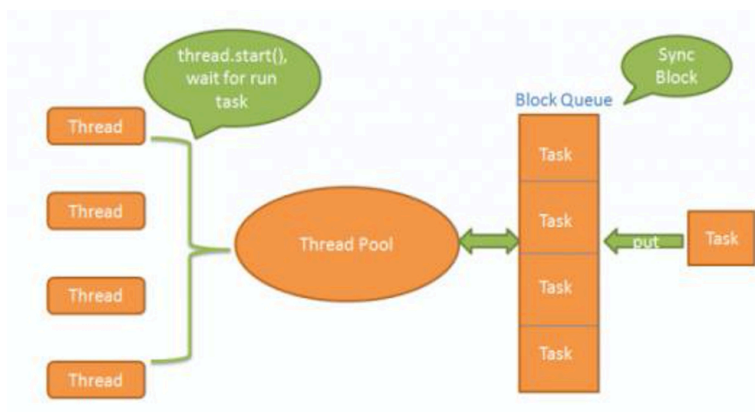 thread.start(),
wait for run
task
Sync
Block
Block Queue
Thread
Thread
Thread
Thread
Thread Pool
Task
Task
Task
Task
put
Task